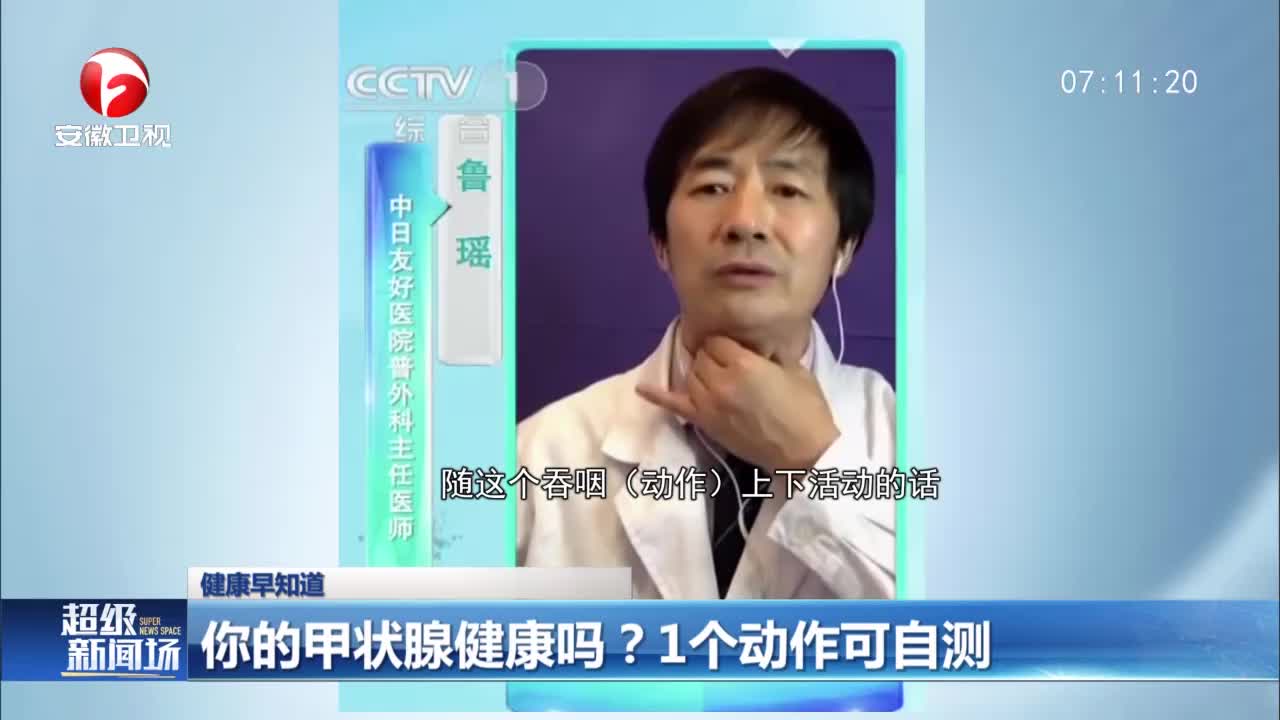 安徽卫视
07:11:20
CCTV 1
综合
鲁瑶
中日友好医院普外科主任医师
随这个吞咽（动作）上下活动的话
健康早知道
超级新闻场
SUPER
NEWS SPACE
你的甲状腺健康吗？1个动作可自测